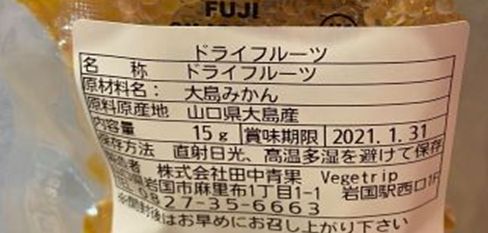 FUJI
ドライフルーツ
名 称 ドライフルーツ
原材料名: 大島みかん
原料原産地 山口県大島産
内容量 15g 賞味期限 2021.1.31
保存方法 直射日光、高温多湿を避けて保存
製造者 株式会社田中青果 Vegetrip
岩国市麻里布1丁目1-1 岩国駅西口1F
0827-35-6663
※開封後はお早めにお召し上がり下さい